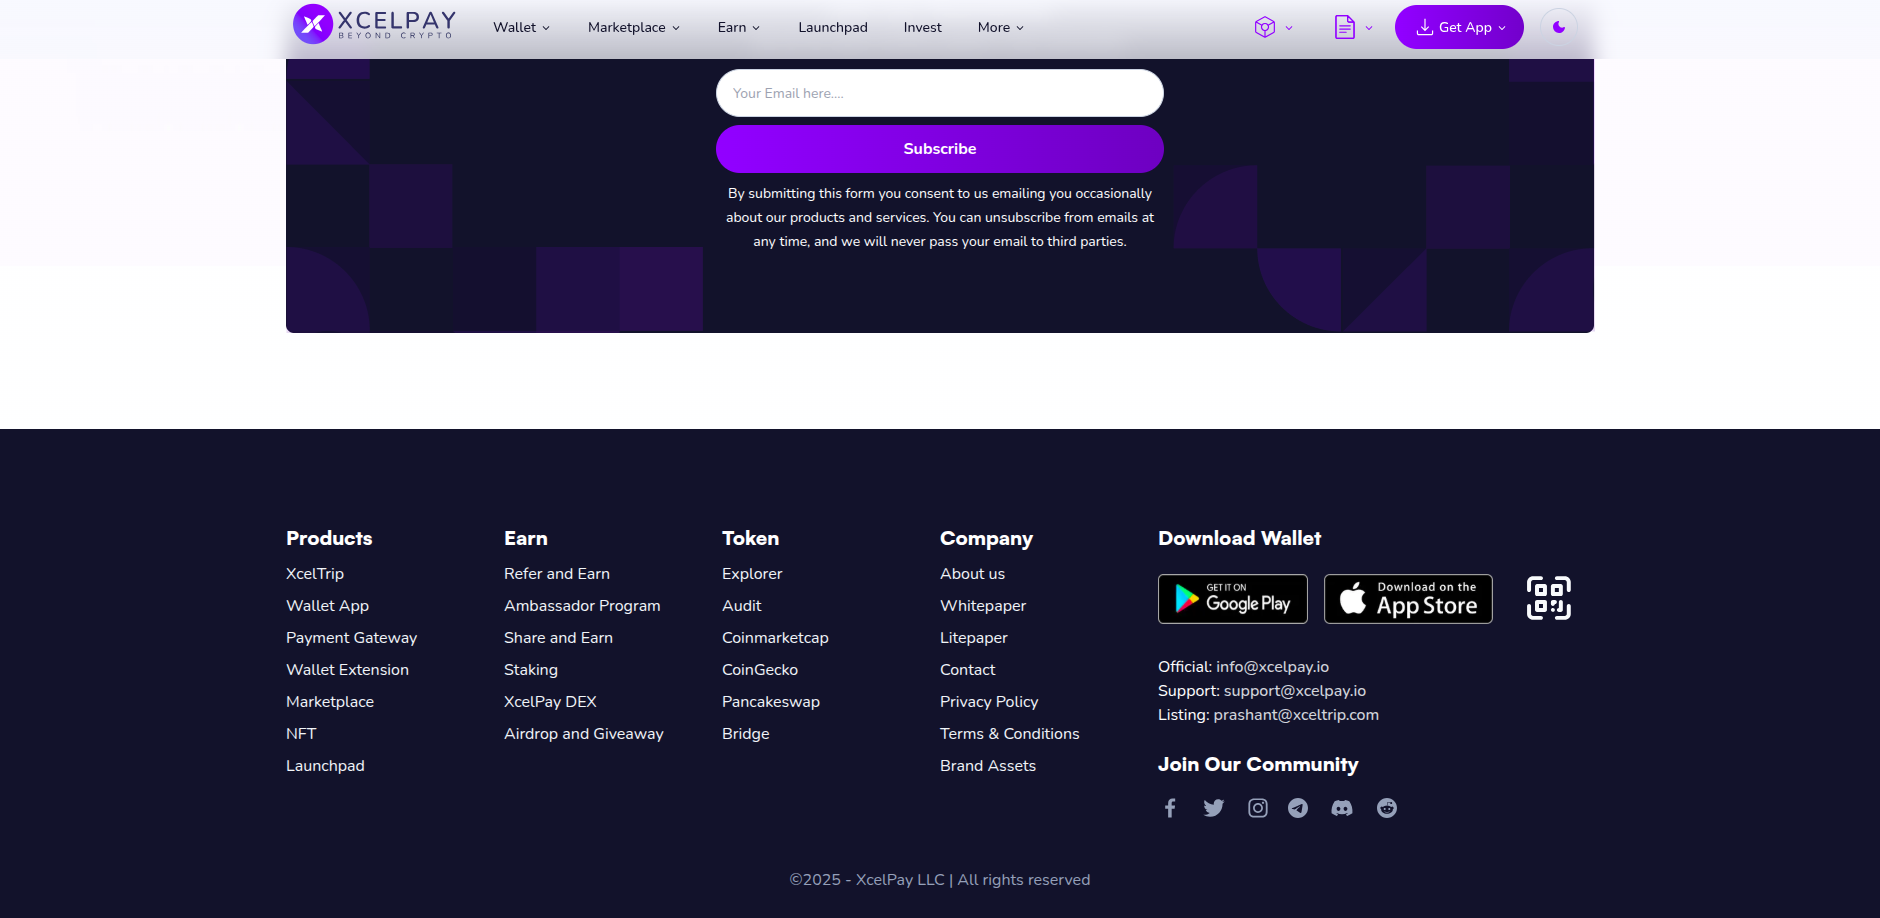 XCELPAY
BEYOND CRYPTO
Wallet
Marketplace
Earn
Launchpad
Invest
More
Get App
Your Email here....
Subscribe
By submitting this form you consent to us emailing you occasionally
about our products and services. You can unsubscribe from emails at
any time, and we will never pass your email to third parties.
Products
XcelTrip
Wallet App
Payment Gateway
Wallet Extension
Marketplace
NFT
Launchpad
Earn
Refer and Earn
Ambassador Program
Share and Earn
Staking
XcelPay DEX
Airdrop and Giveaway
Token
Explorer
Audit
Coinmarketcap
CoinGecko
Pancakeswap
Bridge
Company
About us
Whitepaper
Litepaper
Contact
Privacy Policy
Terms & Conditions
Brand Assets
Download Wallet
GET IT ON
Google Play
Download on the
App Store
Official: info@xcelpay.io
Support: support@xcelpay.io
Listing: prashant@xceltrip.com
Join Our Community
©2025 - XcelPay LLC | All rights reserved